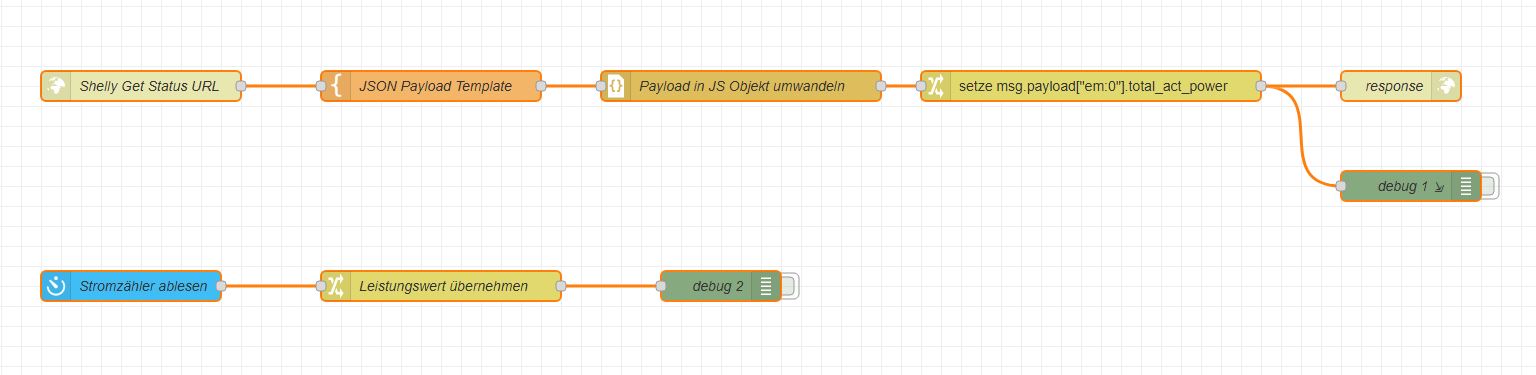 Shelly Get Status URL
JSON Payload Template
Payload in JS Objekt umwandeln
setze msg.payload["em:0"].total_act_power
response
debug 1
Stromzähler ablesen
Leistungswert übernehmen
debug 2